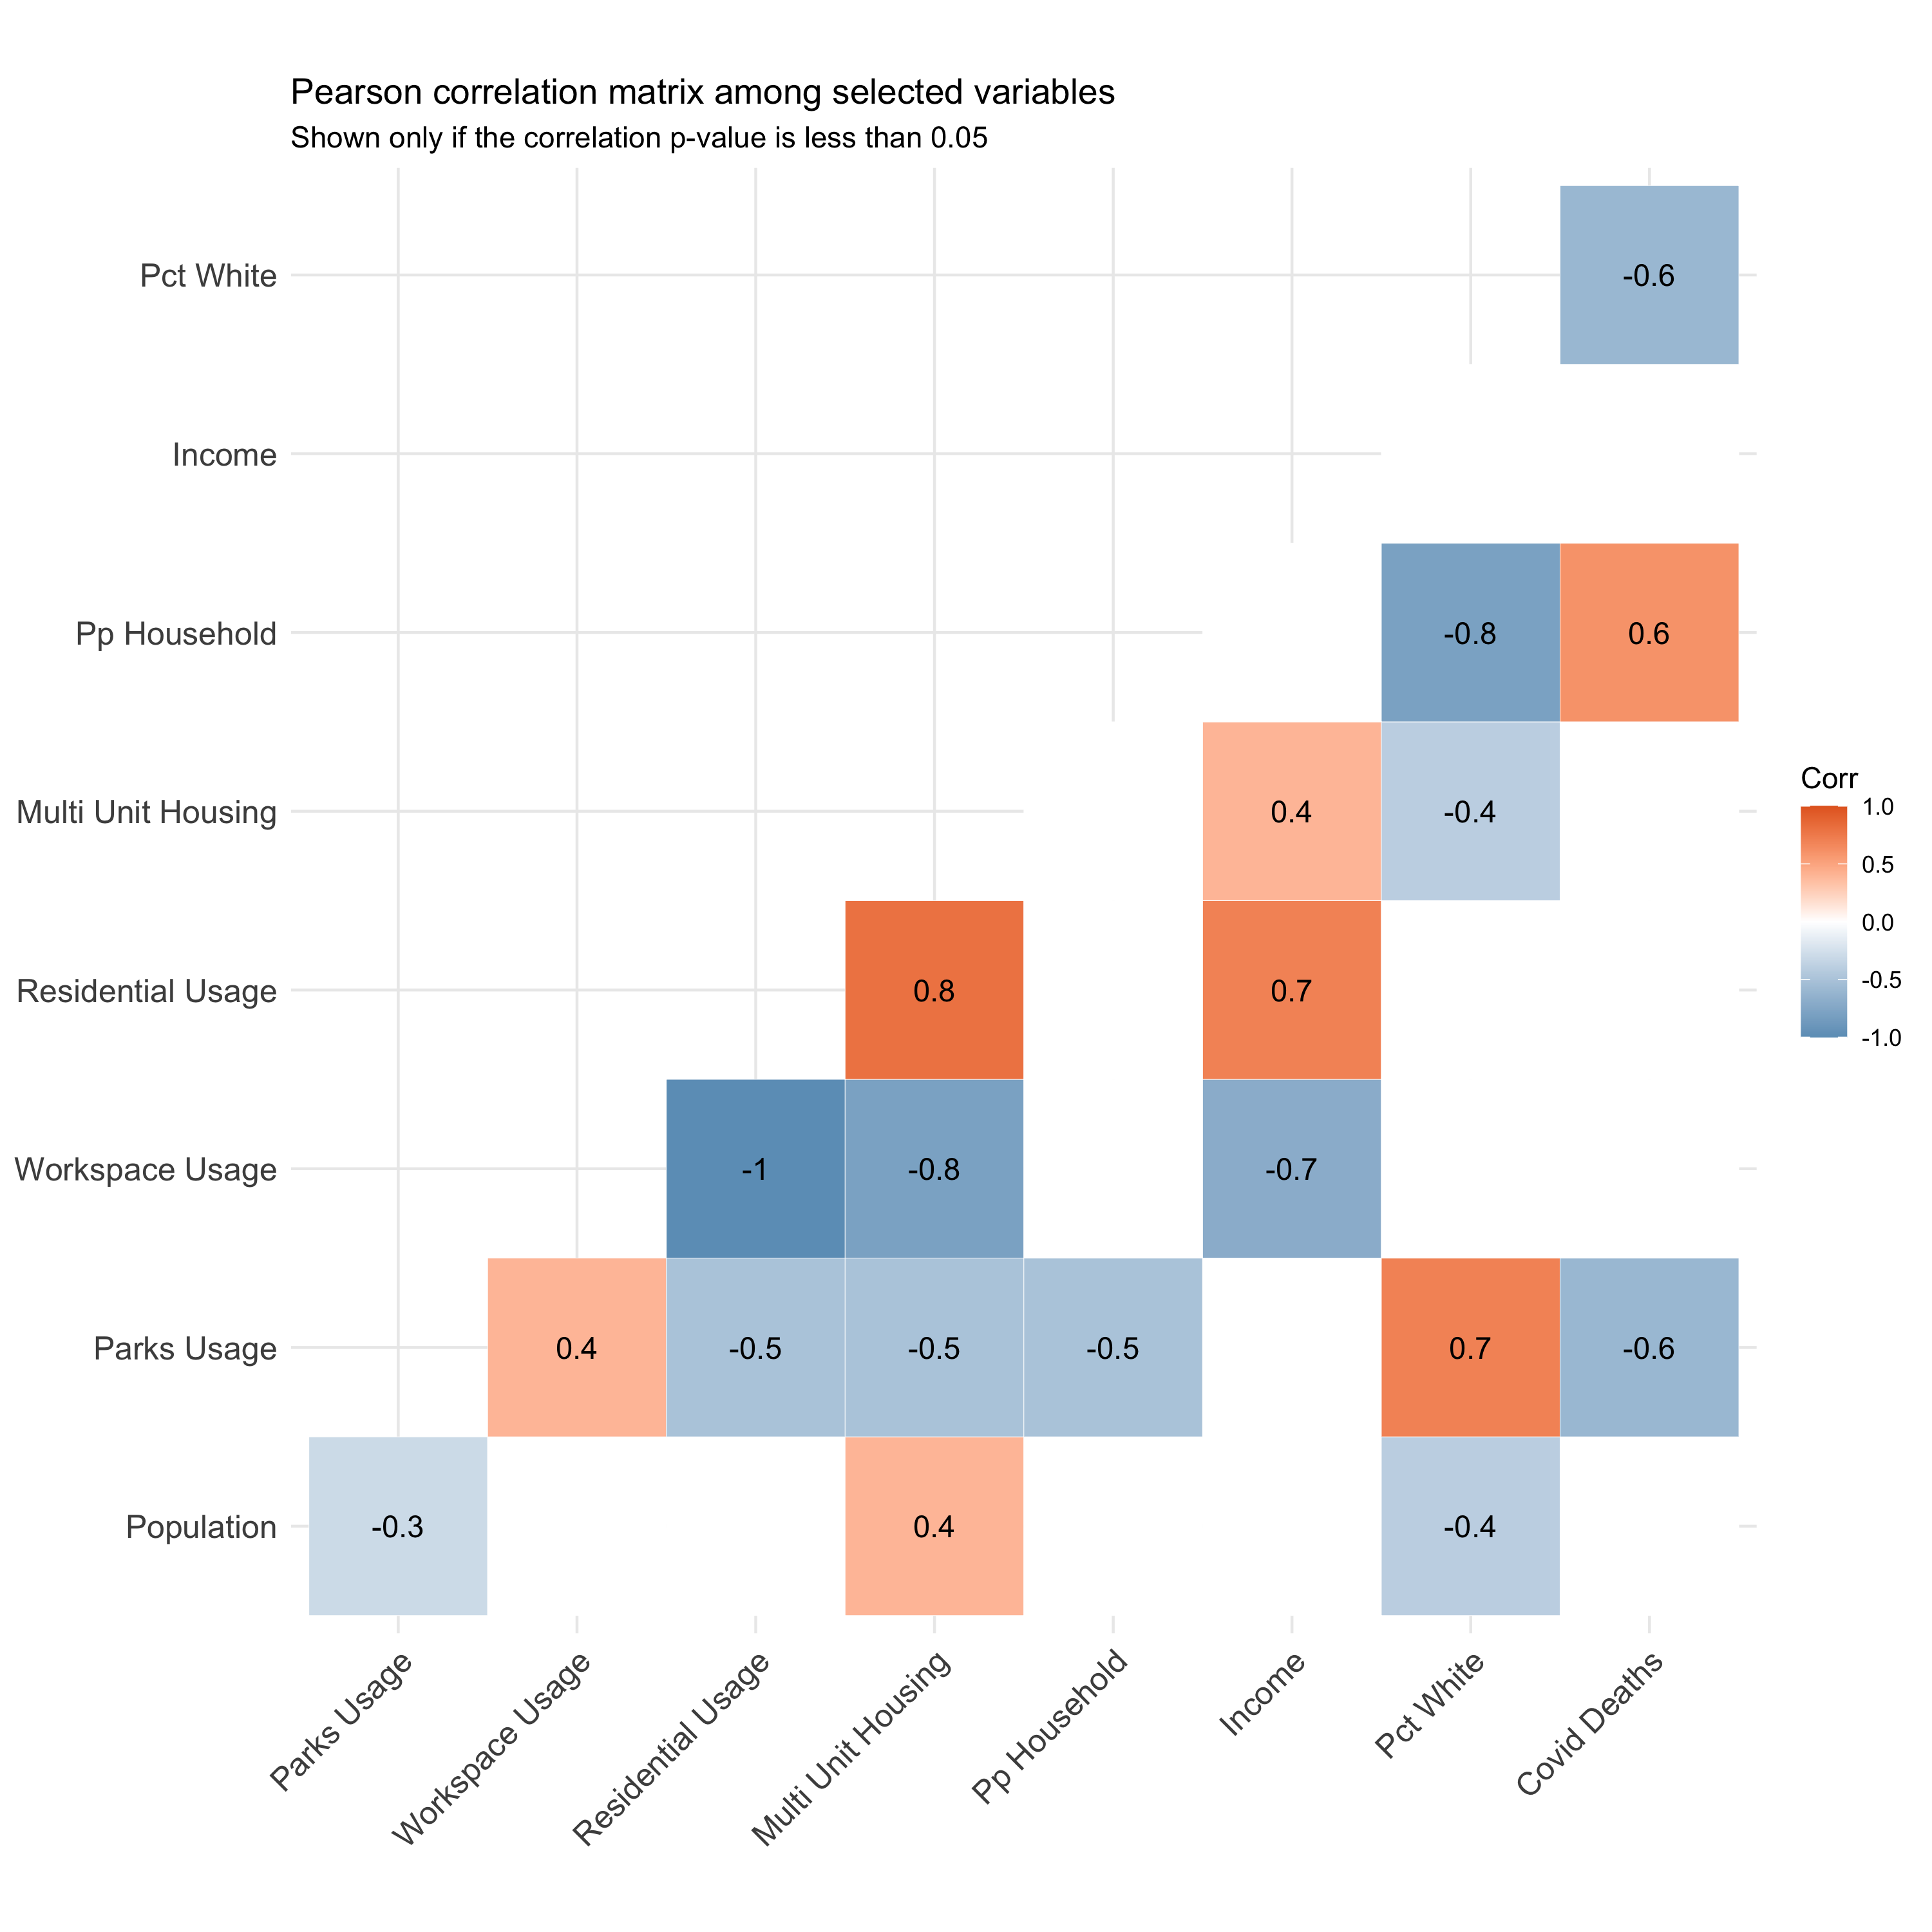 Pearson correlation matrix among selected variables
Shown only if the correlation p-value is less than 0.05
Pct White
-0.6
Income
Pp Household
-0.8
0.6
Multi Unit Housing
0.4
-0.4
Residential Usage
0.8
0.7
Workspace Usage
-1
-0.8
-0.7
Parks Usage
0.4
-0.5
-0.5
-0.5
0.7
-0.6
Population
-0.3
0.4
-0.4
Parks Usage
Workspace Usage
Residential Usage
Multi Unit Housing
Pp Household
Income
Pct White
Covid Deaths
Corr
1.0
0.5
0.0
-0.5
-1.0